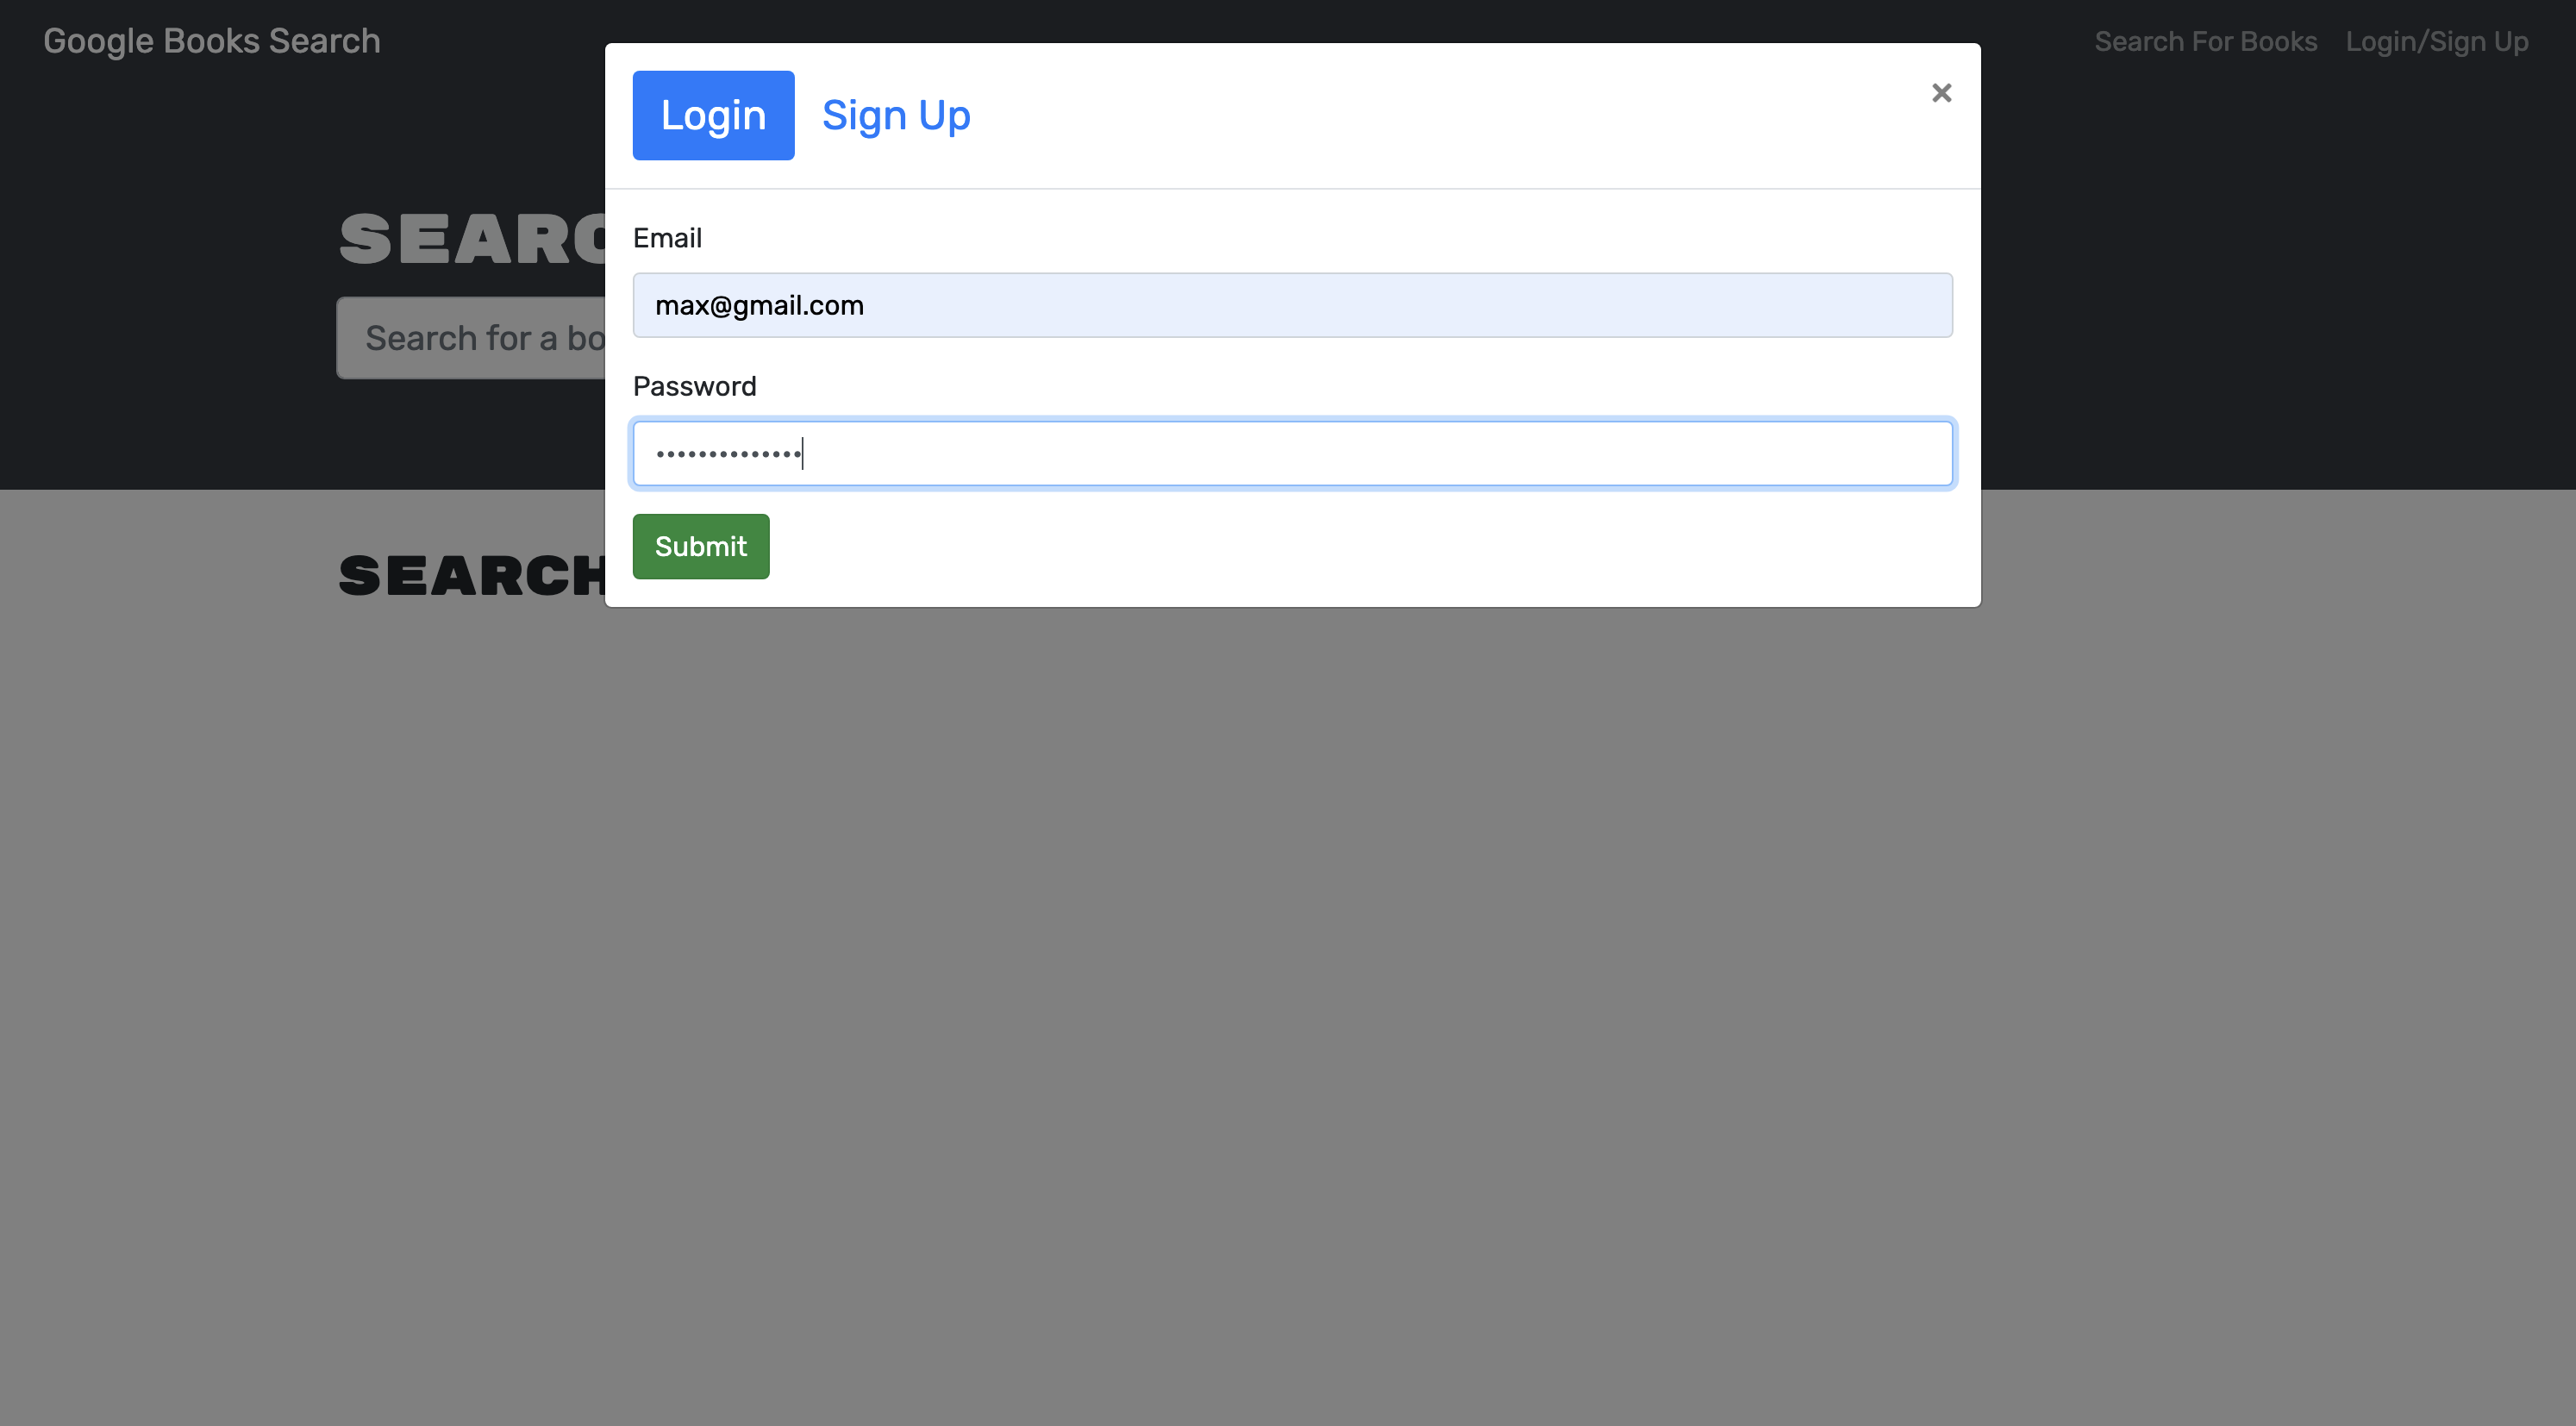 Google Books Search
Search For Books Login/Sign Up
Login Sign Up ×
SEARC
Search for a bo
Email
max@gmail.com
Password
••••••••••••••
Submit
SEARCH